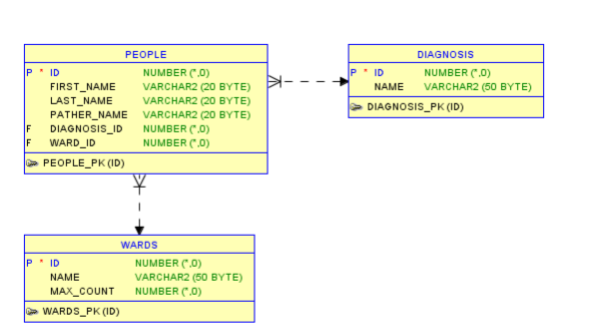 PEOPLE
P * ID NUMBER (*,0)
FIRST_NAME VARCHAR2 (20 BYTE)
LAST_NAME VARCHAR2 (20 BYTE)
PATHER_NAME VARCHAR2 (20 BYTE)
F DIAGNOSIS_ID NUMBER (*,0)
F WARD_ID NUMBER (*,0)
PEOPLE_PK (ID)
DIAGNOSIS
P * ID NUMBER (*,0)
NAME VARCHAR2 (50 BYTE)
DIAGNOSIS_PK (ID)
WARDS
P * ID NUMBER (*,0)
NAME VARCHAR2 (50 BYTE)
MAX_COUNT NUMBER (*,0)
WARDS_PK (ID)